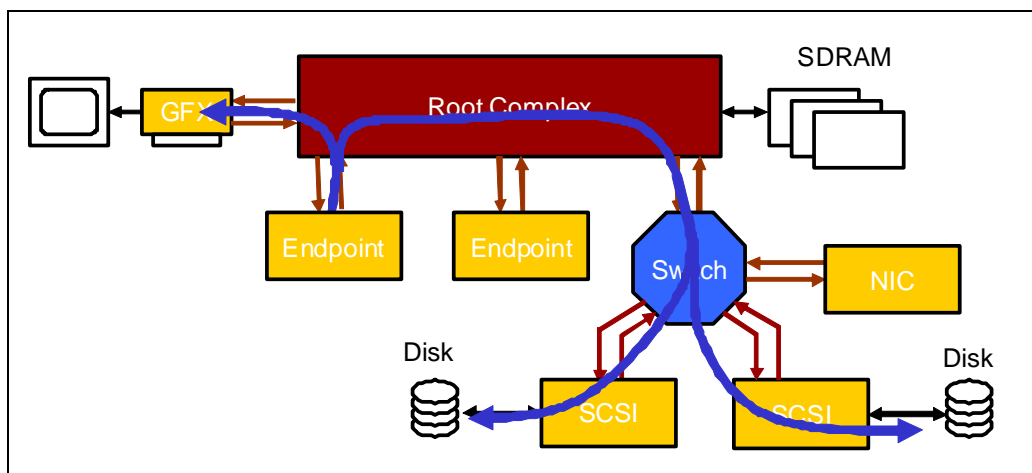 SDRAM
Root Complex
GFX
Endpoint
Endpoint
Switch
NIC
Disk
Disk
SCSI
SCSI